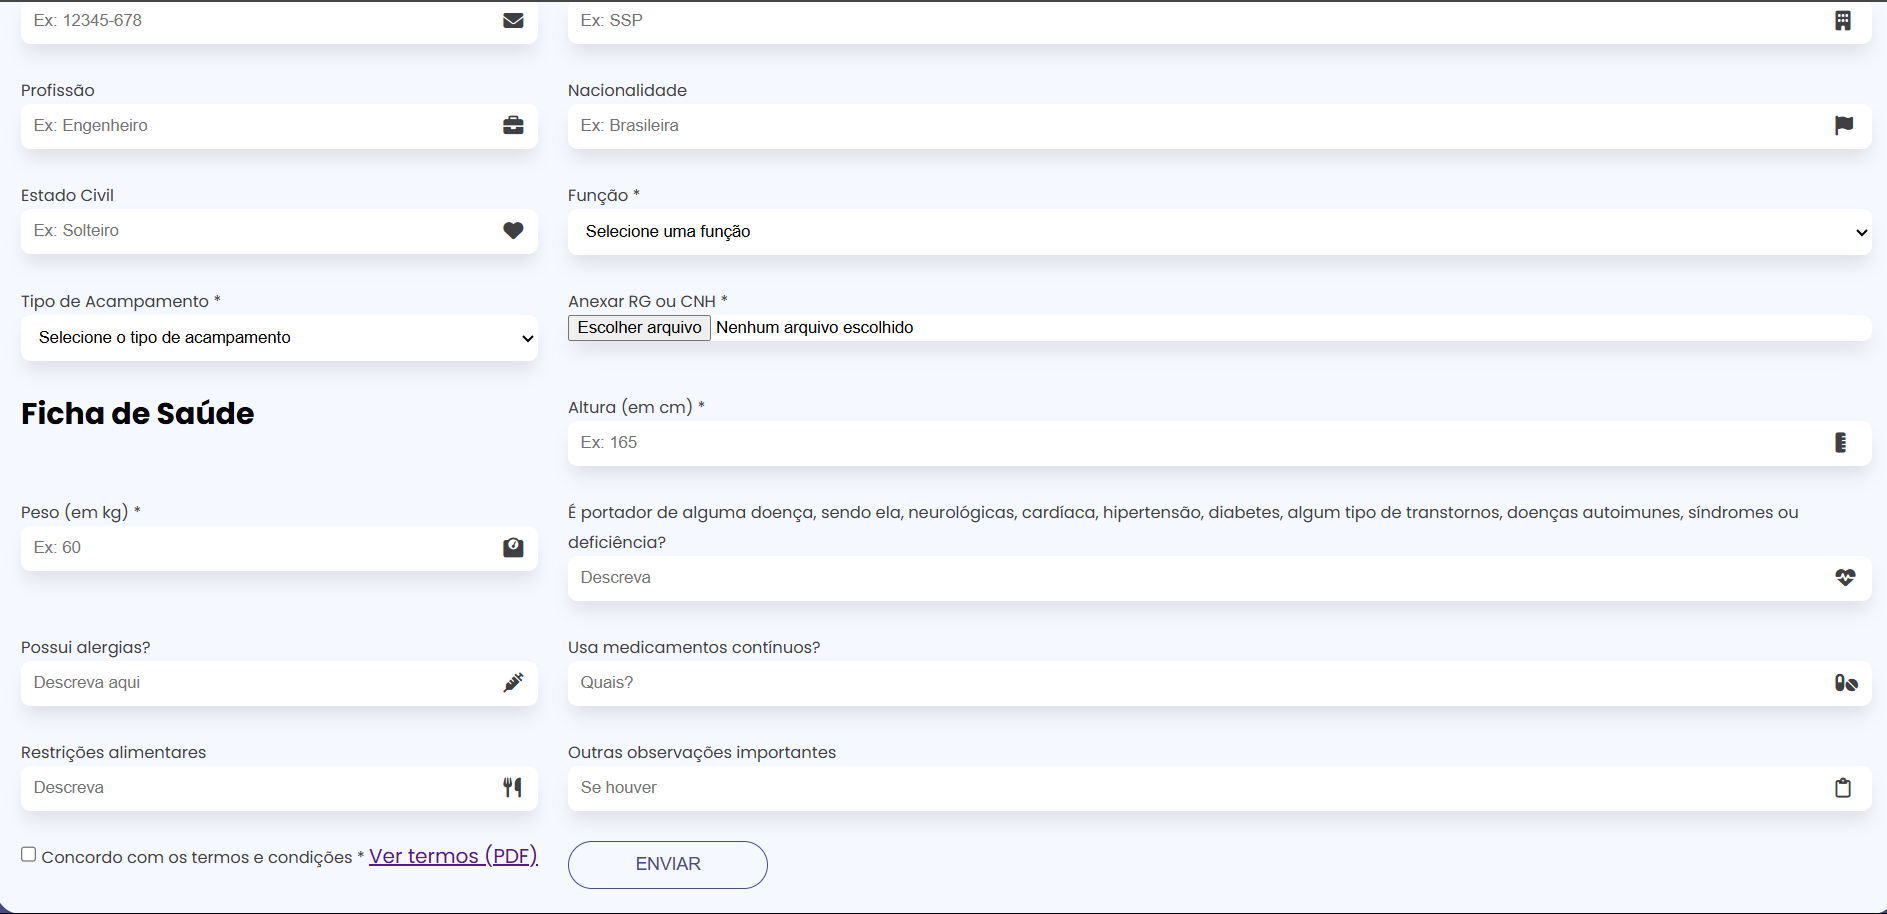 Ex: 12345-678
Ex: SSP
Profissão
Nacionalidade
Ex: Engenheiro
Ex: Brasileira
Estado Civil
Função *
Ex: Solteiro
Selecione uma função
Tipo de Acampamento *
Anexar RG ou CNH *
Selecione o tipo de acampamento
Escolher arquivo Nenhum arquivo escolhido
Ficha de Saúde
Altura (em cm) *
Ex: 165
Peso (em kg) *
Ex: 60
É portador de alguma doença, sendo ela, neurológicas, cardíaca, hipertensão, diabetes, algum tipo de transtornos, doenças autoimunes, síndromes ou
deficiência?
Descreva
Possui alergias?
Usa medicamentos contínuos?
Descreva aqui
Quais?
Restrições alimentares
Outras observações importantes
Descreva
Se houver
Concordo com os termos e condições * Ver termos (PDF)
ENVIAR